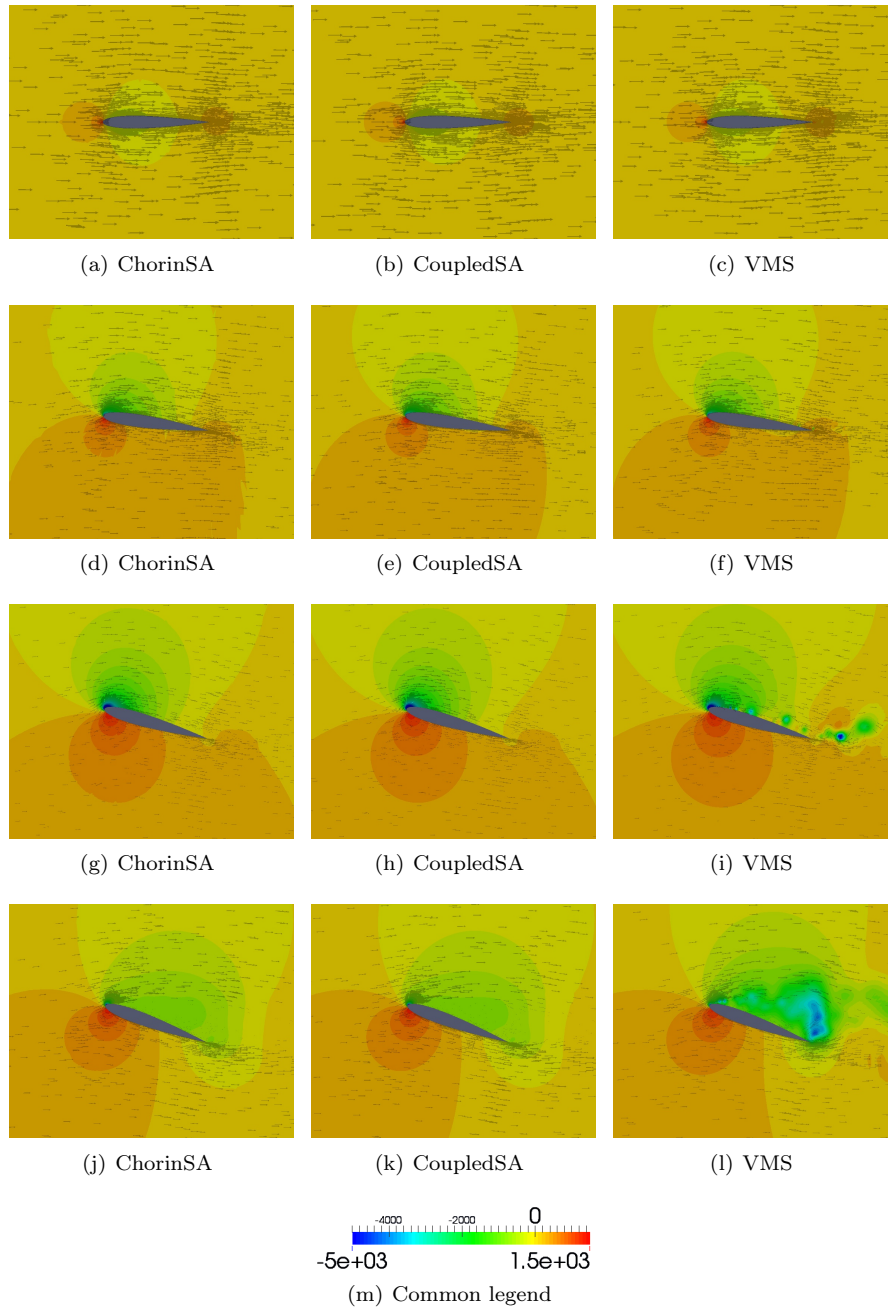 (a) ChorinSA
(b) CoupledSA
(c) VMS
(d) ChorinSA
(e) CoupledSA
(f) VMS
(g) ChorinSA
(h) CoupledSA
(i) VMS
(j) ChorinSA
(k) CoupledSA
(l) VMS
-4000 -2000 0
-5e+03 1.5e+03
(m) Common legend